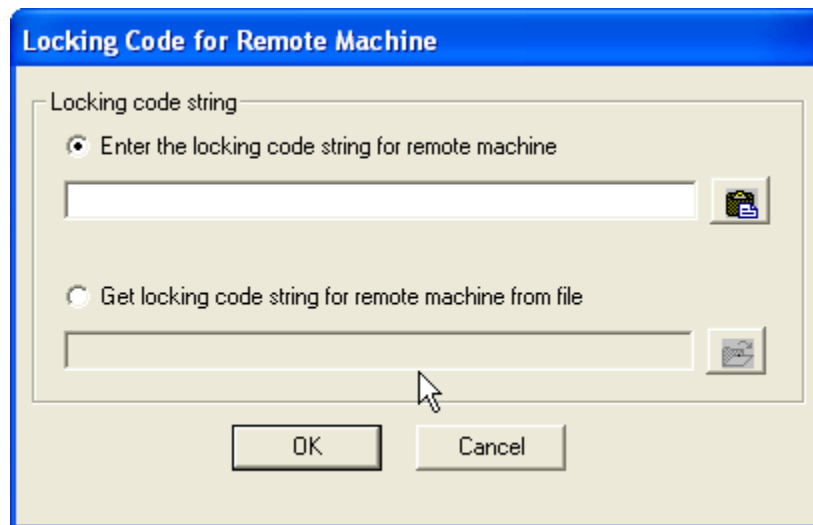 Locking Code for Remote Machine
Locking code string
Enter the locking code string for remote machine
Get locking code string for remote machine from file
OK
Cancel